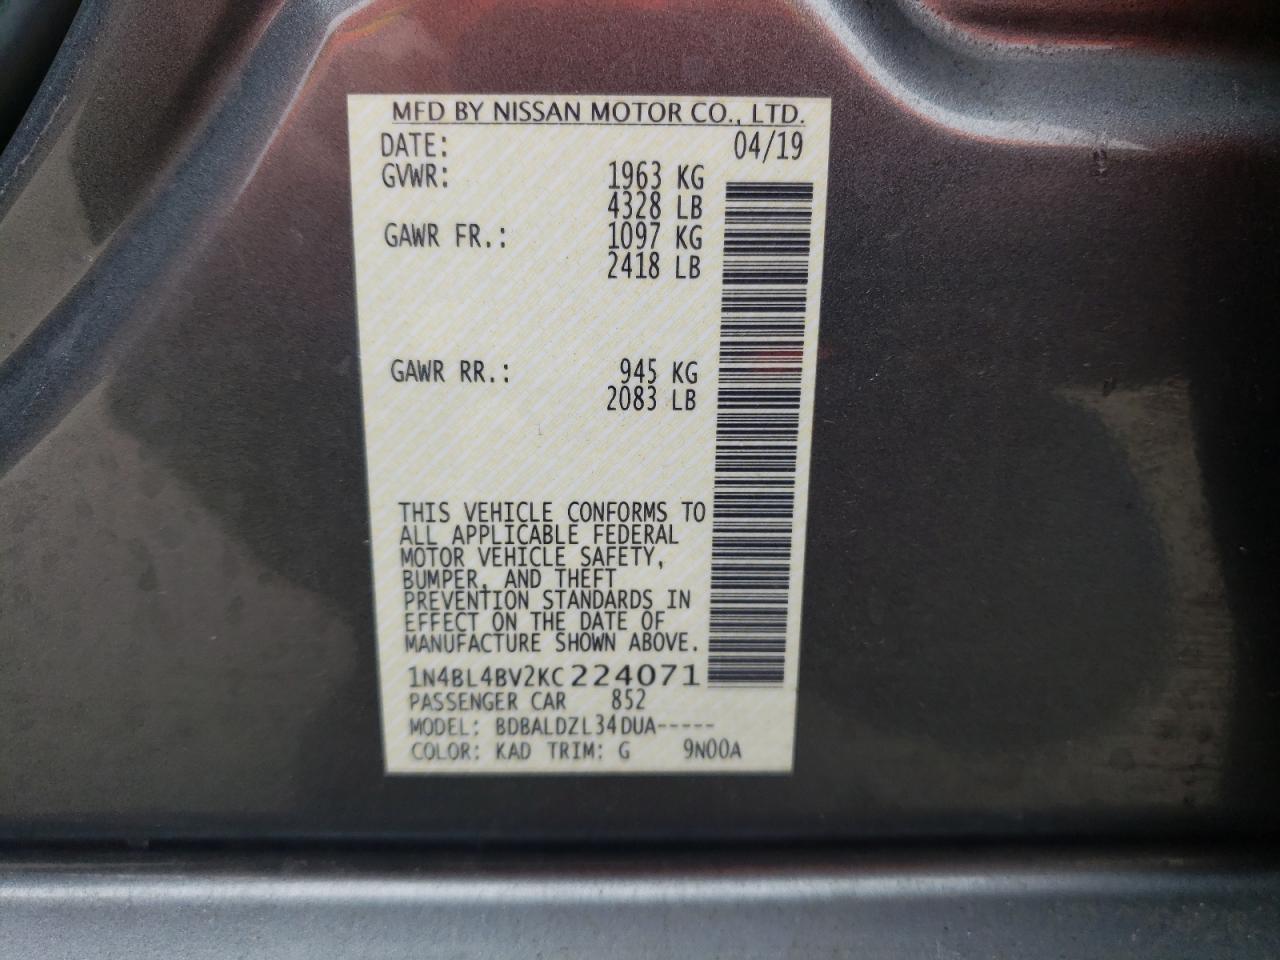 MFD BY NISSAN MOTOR CO., LTD.
DATE: 04/19
GVWR: 1963 KG
4328 LB
GAWR FR.: 1097 KG
2418 LB
GAWR RR.: 945 KG
2083 LB
THIS VEHICLE CONFORMS TO
ALL APPLICABLE FEDERAL
MOTOR VEHICLE SAFETY,
BUMPER, AND THEFT
PREVENTION STANDARDS IN
EFFECT ON THE DATE OF
MANUFACTURE SHOWN ABOVE.
1N4BL4BV2KC224071
PASSENGER CAR 852
MODEL: BDBALDZL34DUA-----
COLOR: KAD TRIM: G 9N00A